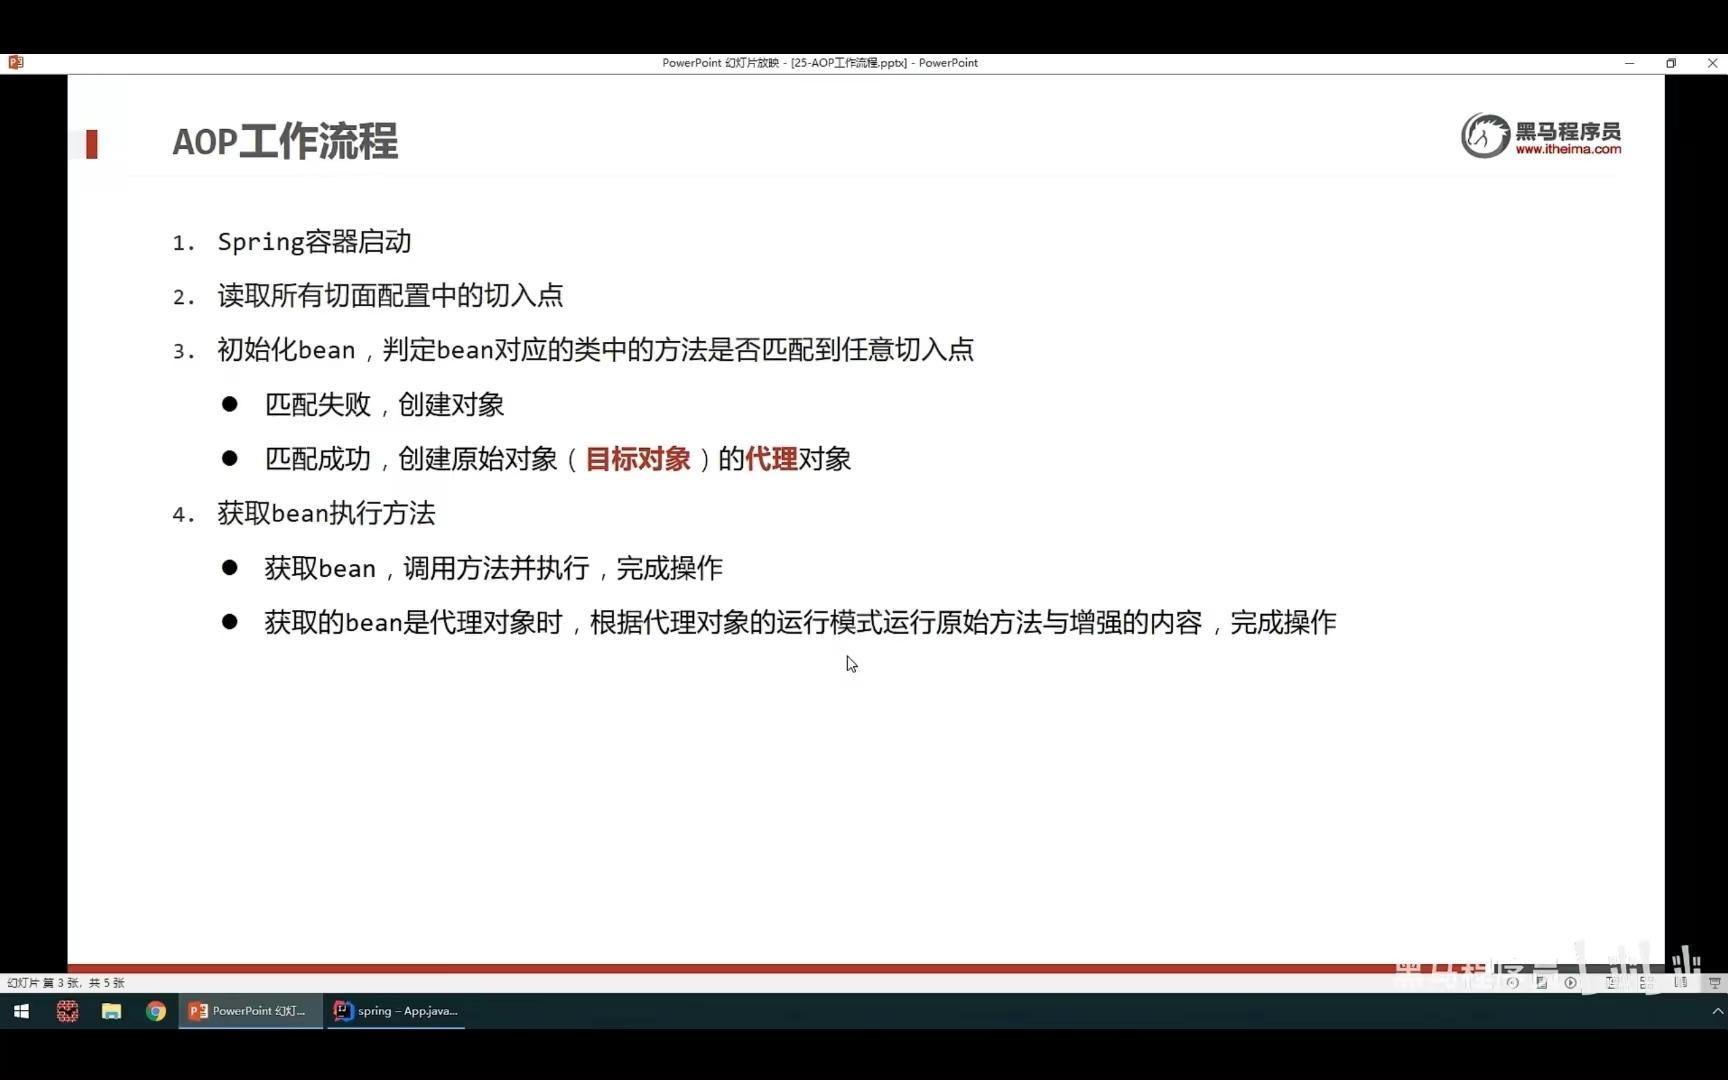 PowerPoint 幻灯片放映 - [25-AOP工作流程.pptx] - PowerPoint
AOP工作流程
黑马程序员
www.itheima.com
1. Spring容器启动
2. 读取所有切面配置中的切入点
3. 初始化bean，判定bean对应的类中的方法是否匹配到任意切入点
● 匹配失败，创建对象
● 匹配成功，创建原始对象（目标对象）的代理对象
4. 获取bean执行方法
● 获取bean，调用方法并执行，完成操作
● 获取的bean是代理对象时，根据代理对象的运行模式运行原始方法与增强的内容，完成操作
黑马程序员
幻灯片 第 3 张，共 5 张
PowerPoint 幻灯...
spring – App.java...